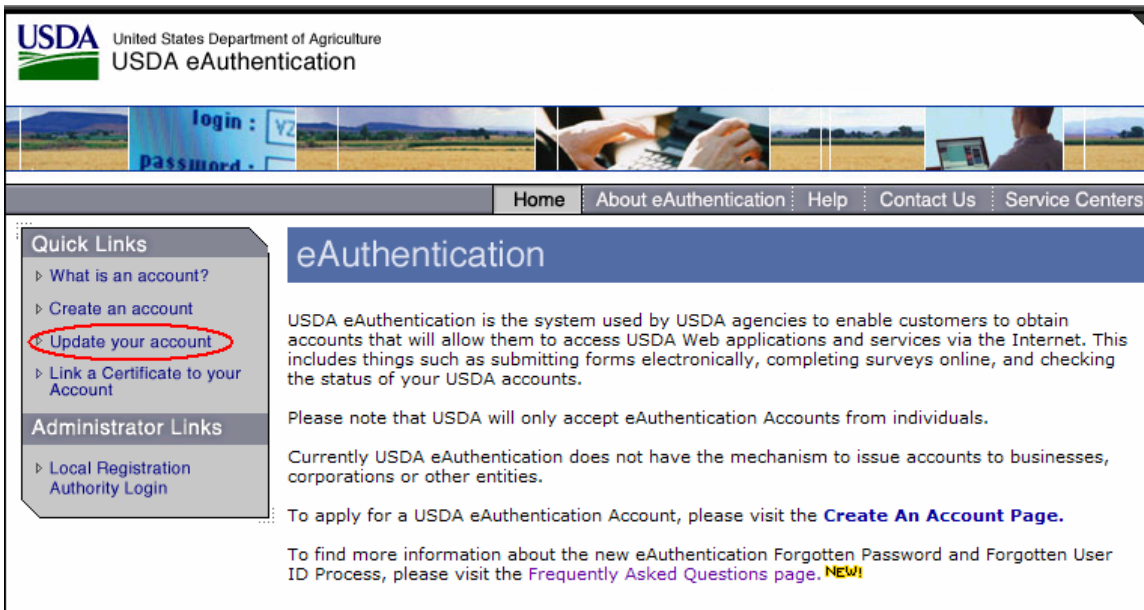 USDA
United States Department of Agriculture
USDA eAuthentication
login :
password :
Home About eAuthentication Help Contact Us Service Centers
Quick Links
What is an account?
Create an account
Update your account
Link a Certificate to your
Account
Administrator Links
Local Registration
Authority Login
eAuthentication
USDA eAuthentication is the system used by USDA agencies to enable customers to obtain
accounts that will allow them to access USDA Web applications and services via the Internet. This
includes things such as submitting forms electronically, completing surveys online, and checking
the status of your USDA accounts.
Please note that USDA will only accept eAuthentication Accounts from individuals.
Currently USDA eAuthentication does not have the mechanism to issue accounts to businesses,
corporations or other entities.
To apply for a USDA eAuthentication Account, please visit the Create An Account Page.
To find more information about the new eAuthentication Forgotten Password and Forgotten User
ID Process, please visit the Frequently Asked Questions page. NEW!